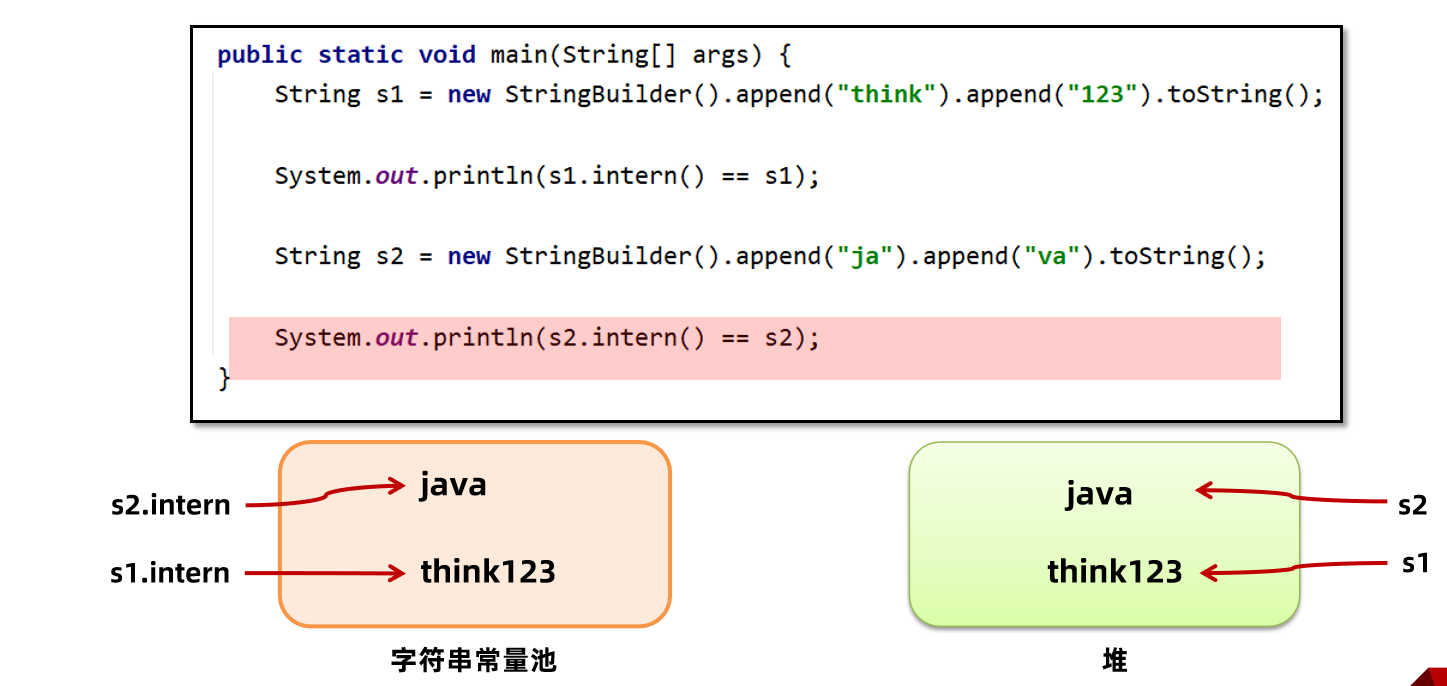 public static void main(String[] args) {
String s1 = new StringBuilder().append("think").append("123").toString();
System.out.println(s1.intern() == s1);
String s2 = new StringBuilder().append("ja").append("va").toString();
System.out.println(s2.intern() == s2);
}
java
java
s2.intern
s2
s1.intern
think123
think123
s1
字符串常量池
堆